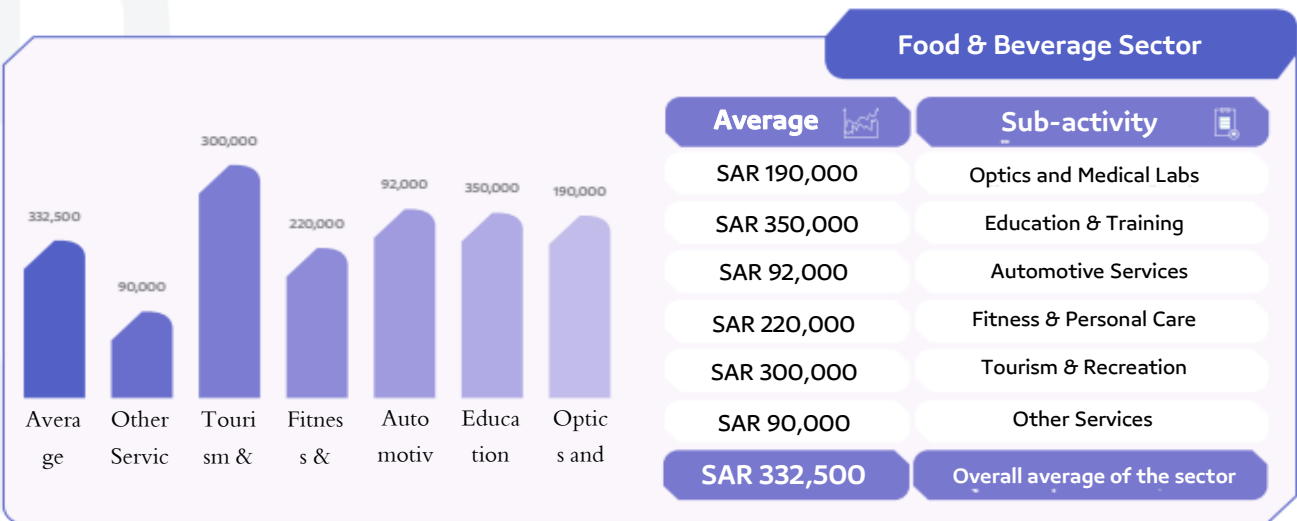 Food & Beverage Sector
300,000
92,000
350,000
190,000
332,500
220,000
90,000
Avera
ge
Other
Servic
Touri
sm &
Fitnes
s &
Auto
motiv
Educa
tion
Optic
s and
Average
Sub-activity
SAR 190,000
Optics and Medical Labs
SAR 350,000
Education & Training
SAR 92,000
Automotive Services
SAR 220,000
Fitness & Personal Care
SAR 300,000
Tourism & Recreation
SAR 90,000
Other Services
SAR 332,500
Overall average of the sector